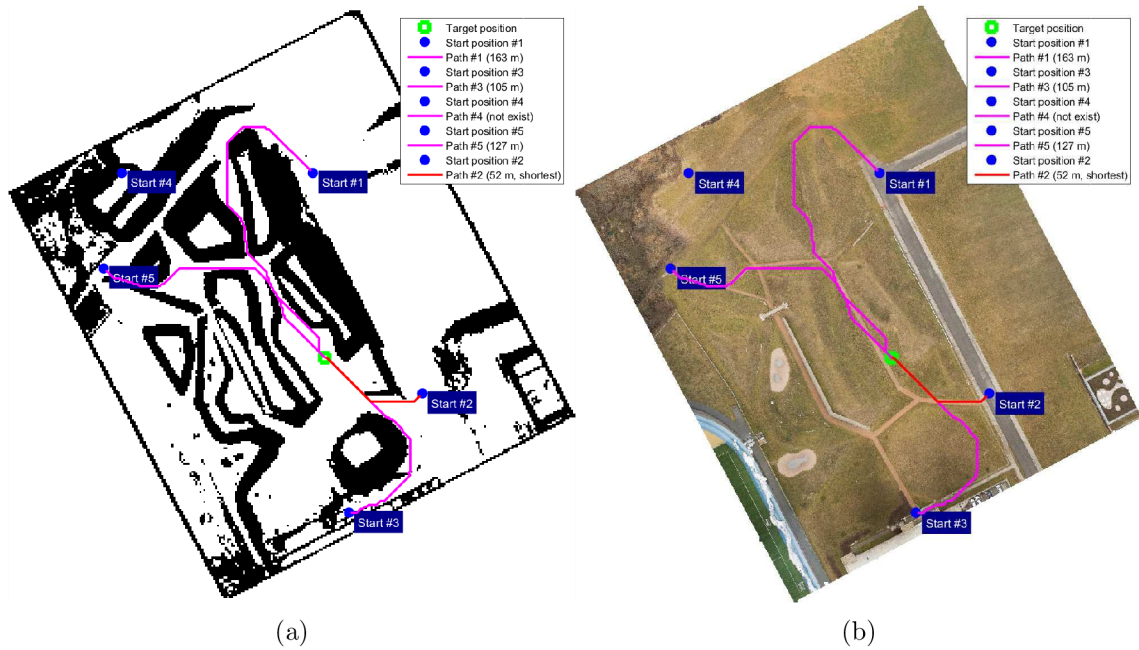 Target position
Start position #1
Path #1 (163 m)
Start position #3
Path #3 (105 m)
Start position #4
Path #4 (not exist)
Start position #5
Path #5 (127 m)
Start position #2
Path #2 (52 m, shortest)
Start #4
Start #1
Start #5
Start #2
Start #3
(a)
Target position
Start position #1
Path #1 (163 m)
Start position #3
Path #3 (105 m)
Start position #4
Path #4 (not exist)
Start position #5
Path #5 (127 m)
Start position #2
Path #2 (52 m, shortest)
Start #4
Start #1
Start #5
Start #2
Start #3
(b)